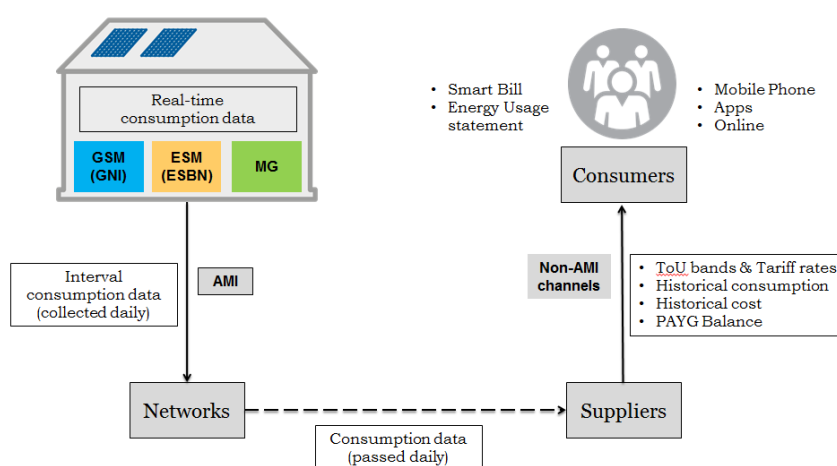 Real-time
consumption data
GSM
(GNI)
ESM
(ESBN)
MG
Interval
consumption data
(collected daily)
AMI
Networks
Consumption data
(passed daily)
Suppliers
Non-AMI
channels
• ToU bands & Tariff rates
• Historical consumption
• Historical cost
• PAYG Balance
Consumers
• Smart Bill
• Energy Usage
statement
• Mobile Phone
• Apps
• Online